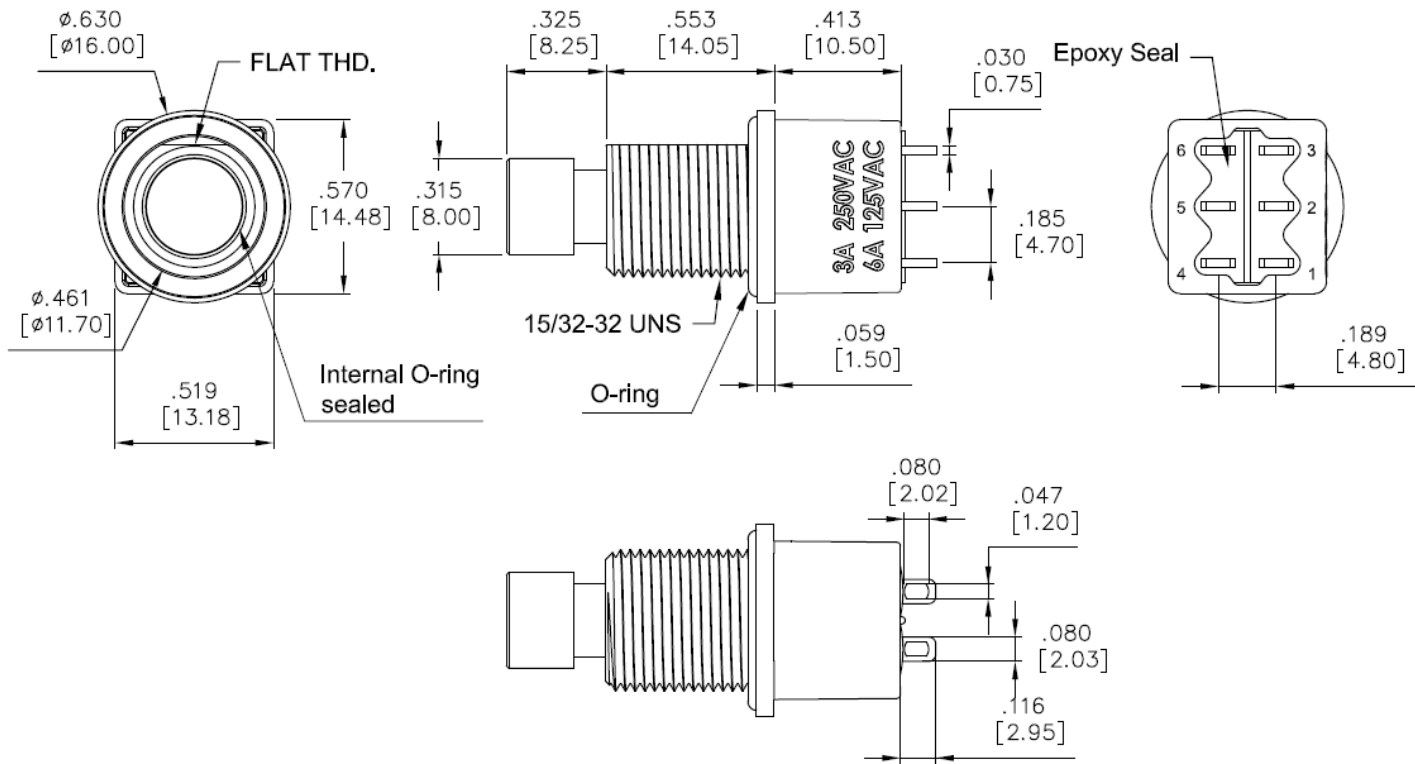 ø.630
[ø16.00]
FLAT THD.
.570
[14.48]
ø.461
[ø11.70]
.519
[13.18]
Internal O-ring
sealed
.325
[8.25]
.553
[14.05]
.413
[10.50]
.030
[0.75]
.315
[8.00]
3A 250VAC
6A 125VAC
.185
[4.70]
15/32-32 UNS
.059
[1.50]
O-ring
Epoxy Seal
6
3
5
2
4
1
.189
[4.80]
.080
[2.02]
.047
[1.20]
.080
[2.03]
.116
[2.95]